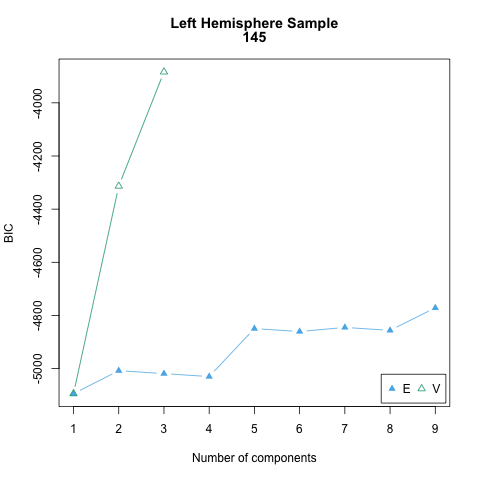 Left Hemisphere Sample
145
BIC
-4000
-4200
-4400
-4600
-4800
-5000
1 2 3 4 5 6 7 8 9
Number of components
E V